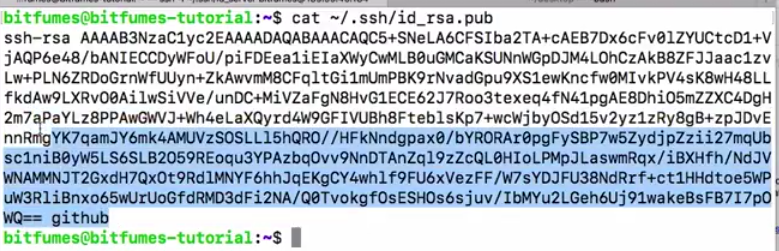 bitfumes@bitfumes-tutorial:~$ cat ~/.ssh/id_rsa.pub
ssh-rsa AAAAB3NzaC1yc2EAAAADAQABAAACAQC5+SNeLA6CFSIba2TA+cAEB7Dx6cFv0lZYUCtcD1+V
jAQP6e48/bANIECCDyWFoU/piFDEea1iEIaXWyCwMLB0uGMCaKSUNnWGpDJM4LOhCzAkB8ZFJJaac1zv
Lw+PLN6ZRDoGrnWfUUyn+ZkAwvmM8CFqltGi1mUmPBK9rNvadGpu9XS1ewKncfw0MIvkPV4sK8wH48LL
fkdAw9LXRvO0AilwSiVVe/unDC+MiVZaFgN8HvG1ECE62J7Roo3texeq4fN41pgAE8DhiO5mZZXC4DgH
2m7aPaYLz8PPAwGWVJ+Wh4eLaXQyrd4W9GFIVUBh8FteblsKp7+wcWjbyOSd15v2yz1zRy8gB+zpJDvE
nnRmgYK7qamJY6mk4AMUVzSOSLLl5hQRO//HFkNndgpax0/bYRORAr0pgFySBP7w5ZydjpZzii27mqUb
sc1niB0yW5LS6SLB2O59REoqu3YPAzbqOvv9NnDTAnZql9zZcQL0HIoLPMpJLaswmRqx/iBXHfh/NdJV
WNAMMNJT2GxdH7QxOt9RdlMNYF6hhJqEKgCY4whlf9FU6xVezFF/W7sYDJFU38NdRrf+ct1HHdtoe5WP
uW3RliBnxo65wUrUoGfdRMD3dFi2NA/Q0TvokgfOsESHOs6sjuv/IbMYu2LGeh6Uj91wakeBsFB7I7pO
WQ== github
bitfumes@bitfumes-tutorial:~$